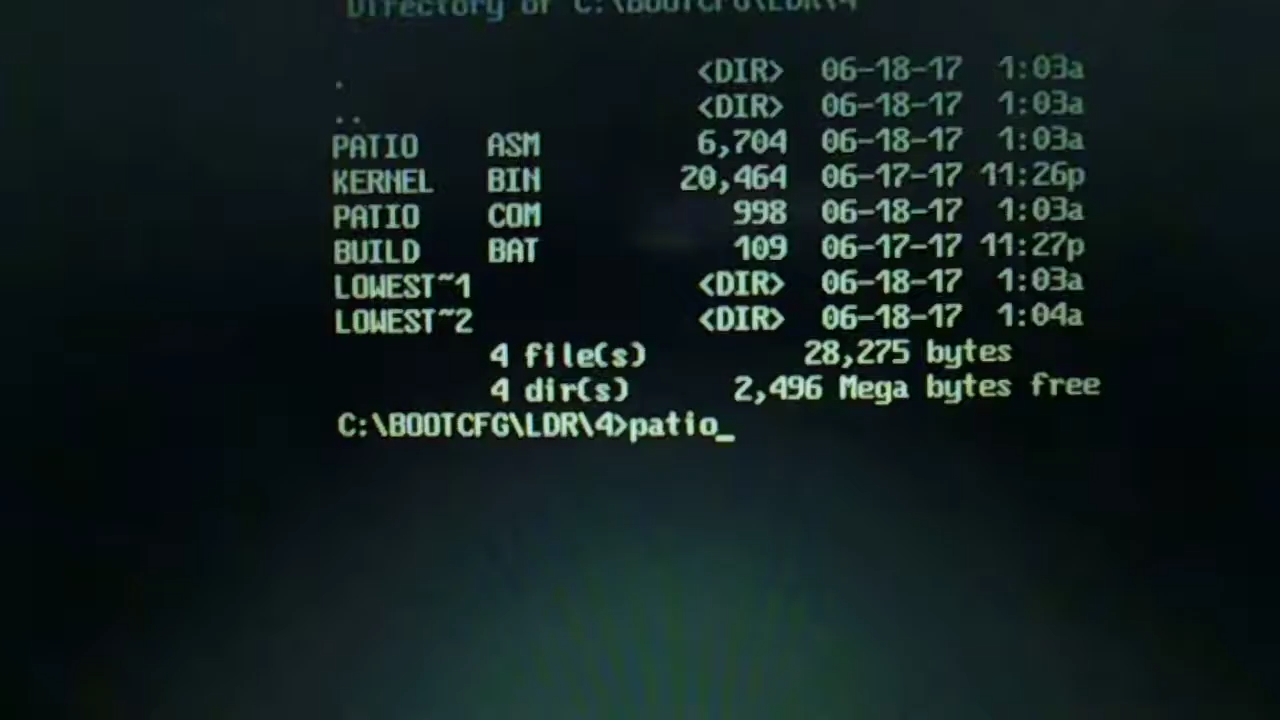 Directory of C:\BOOTCFG\LDR\4
. <DIR> 06-18-17 1:03a
.. <DIR> 06-18-17 1:03a
PATIO ASM 6,704 06-18-17 1:03a
KERNEL BIN 20,464 06-17-17 11:26p
PATIO COM 998 06-18-17 1:03a
BUILD BAT 109 06-17-17 11:27p
LOWEST~1 <DIR> 06-18-17 1:03a
LOWEST~2 <DIR> 06-18-17 1:04a
4 file(s) 28,275 bytes
4 dir(s) 2,496 Mega bytes free
C:\BOOTCFG\LDR\4>patio_